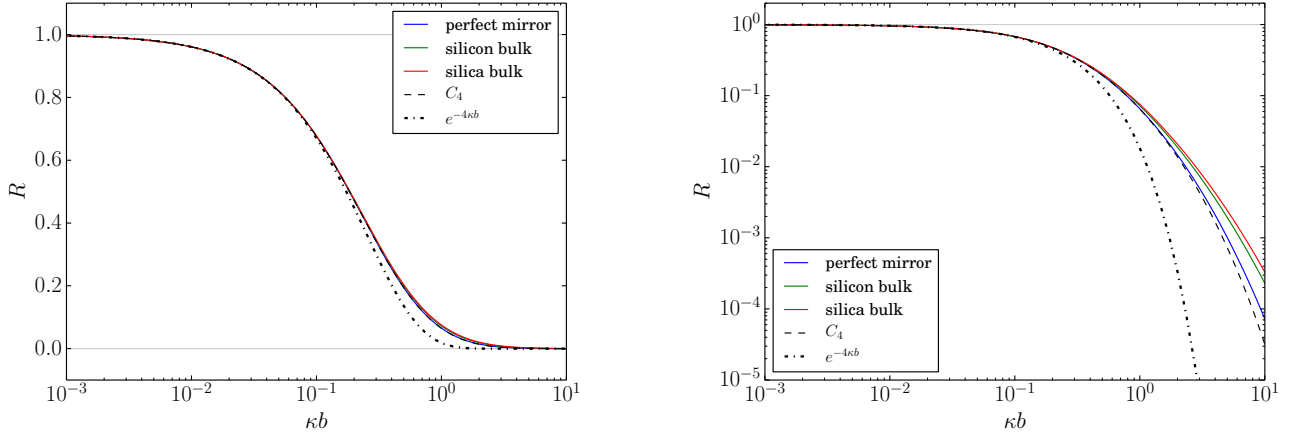 1.0
0.8
0.6
0.4
0.2
0.0
R
10⁻³
10⁻²
10⁻¹
10⁰
10¹
κb
perfect mirror
silicon bulk
silica bulk
C₄
e⁻⁴κᵇ
10⁰
10⁻¹
10⁻²
10⁻³
10⁻⁴
10⁻⁵
R
10⁻³
10⁻²
10⁻¹
10⁰
10¹
κb
perfect mirror
silicon bulk
silica bulk
C₄
e⁻⁴κᵇ